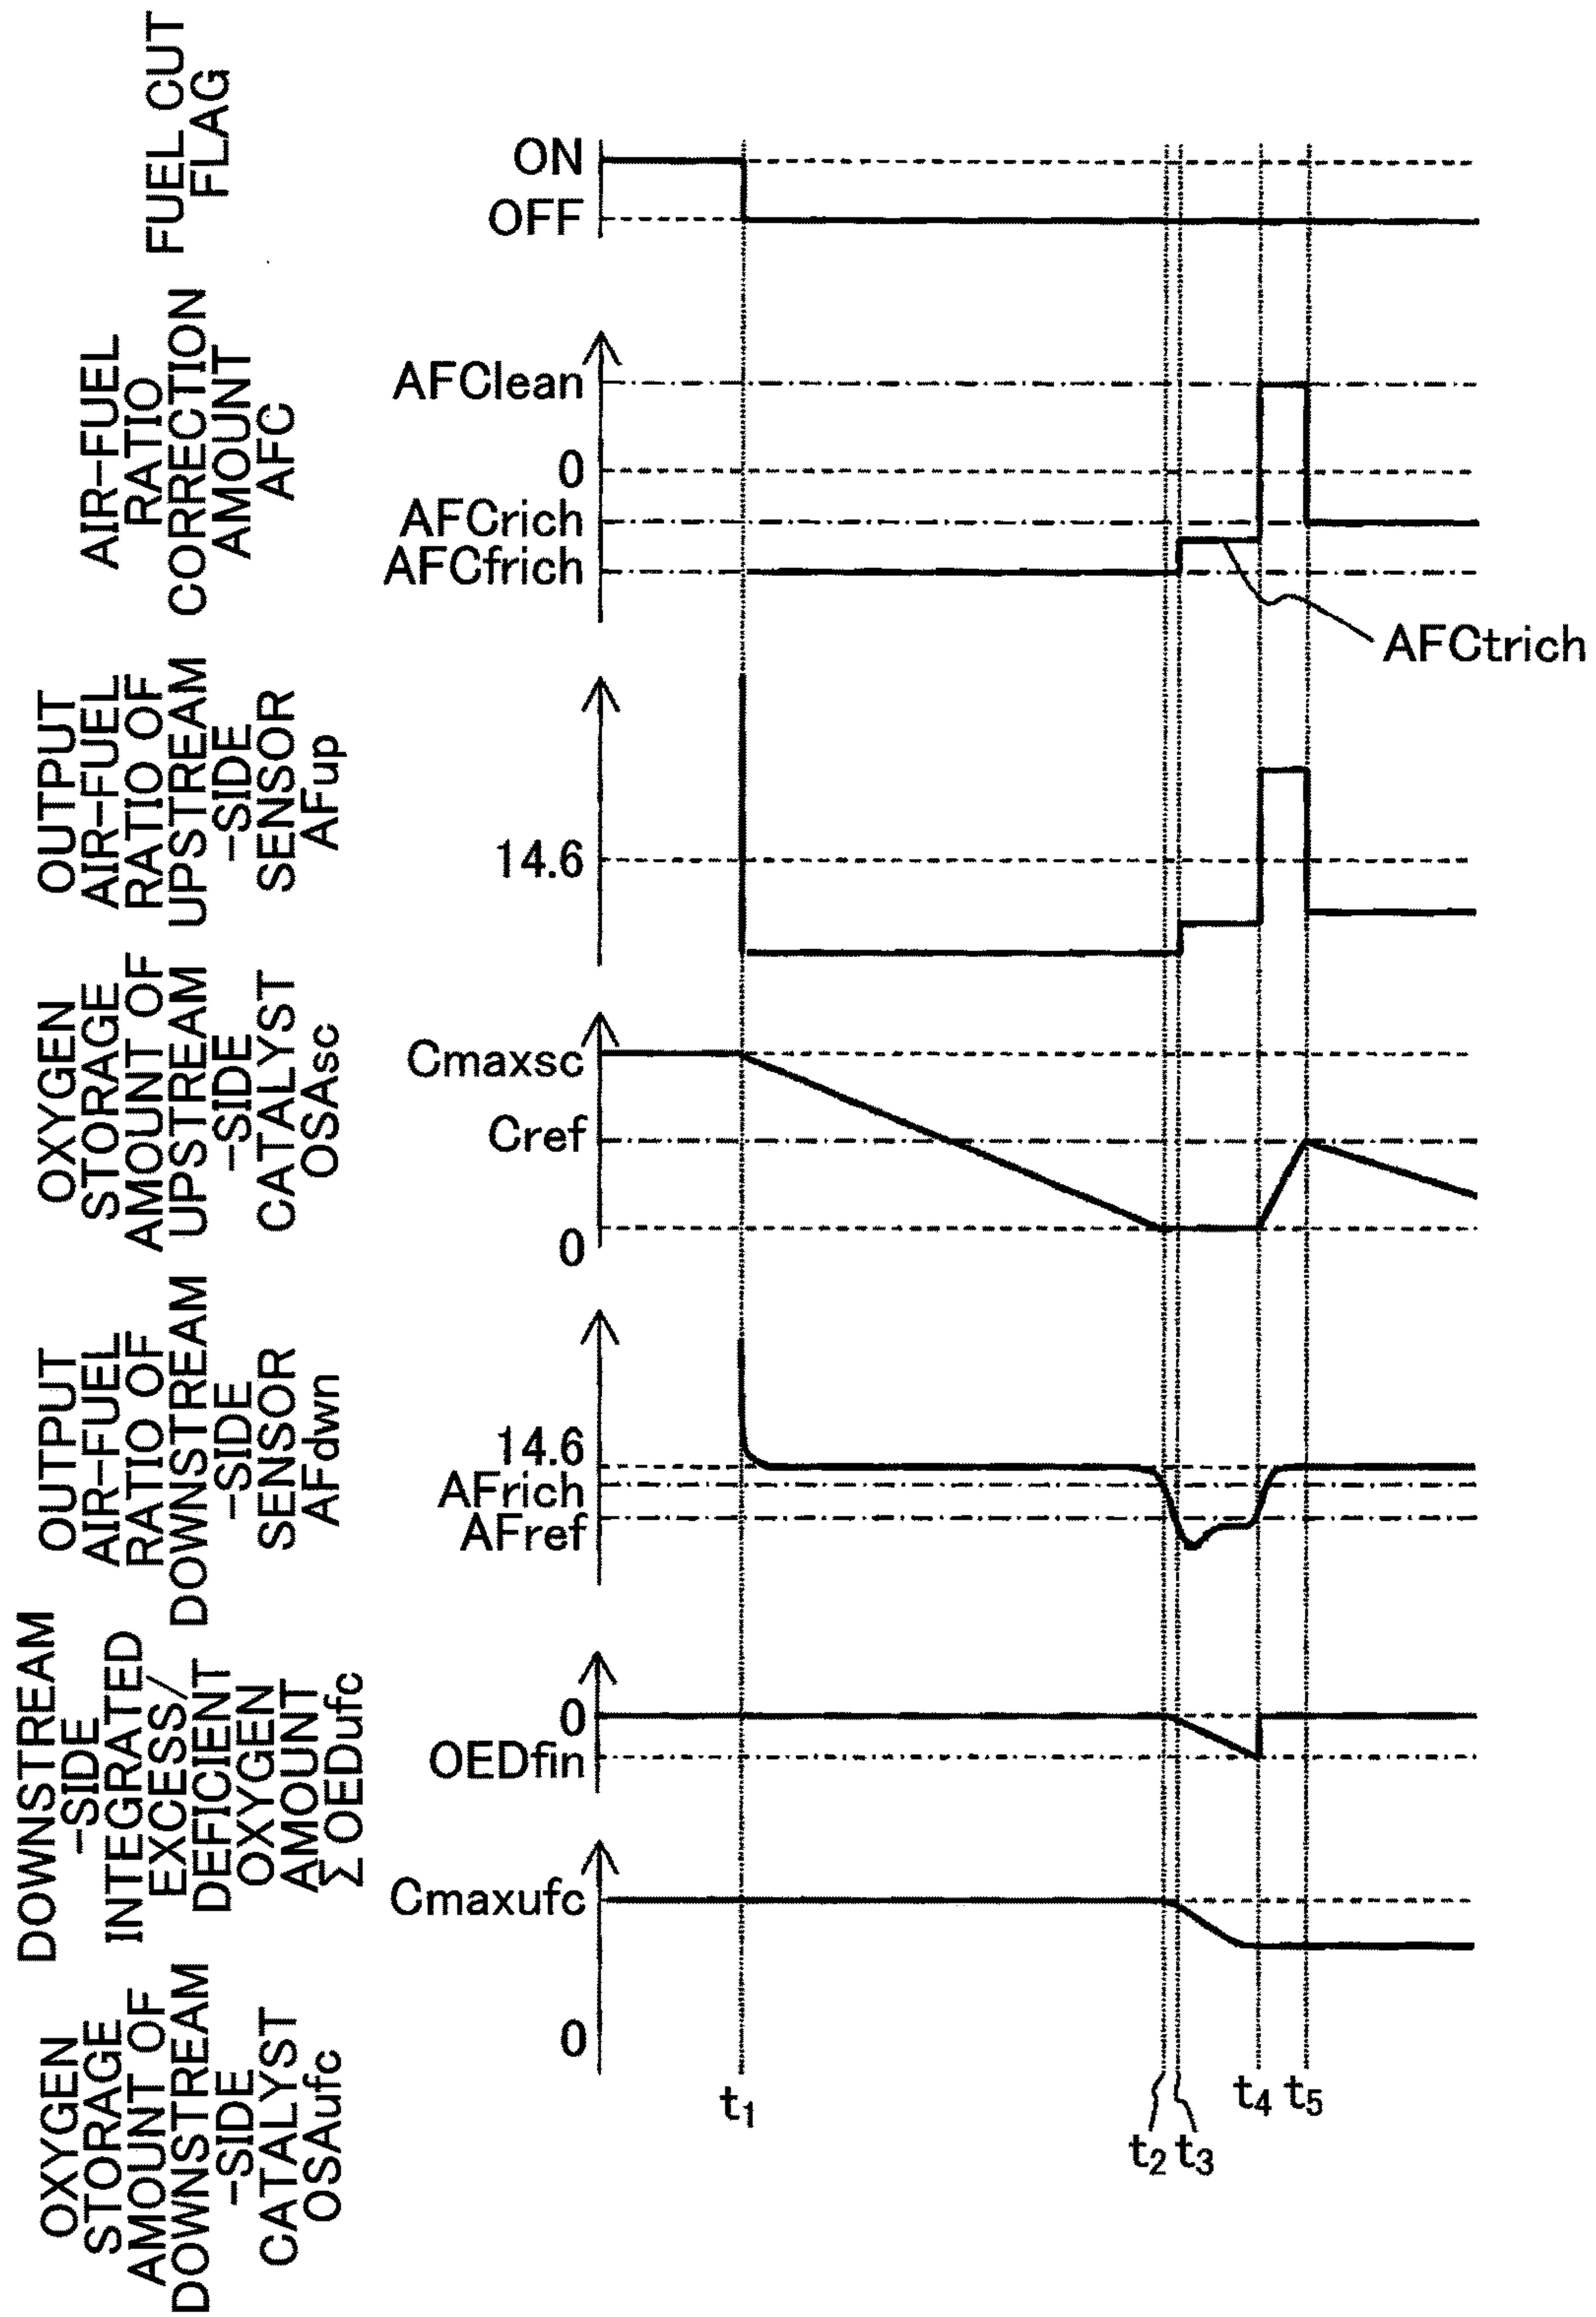 FUEL CUT
FLAG
ON
OFF
AIR-FUEL
RATIO
CORRECTION
AMOUNT
AFC
AFClean
0
AFCrich
AFCfrich
AFCtrich
OUTPUT
AIR-FUEL
RATIO OF
UPSTREAM
-SIDE
SENSOR
AFup
14.6
OXYGEN
STORAGE
AMOUNT OF
UPSTREAM
-SIDE
CATALYST
OSAsc
Cmaxsc
Cref
0
OUTPUT
AIR-FUEL
RATIO OF
DOWNSTREAM
-SIDE
SENSOR
AFdwn
14.6
AFrich
AFref
DOWNSTREAM
-SIDE
INTEGRATED
EXCESS/
DEFICIENT
OXYGEN
AMOUNT
ΣOEDufc
0
OEDfin
OXYGEN
STORAGE
AMOUNT OF
DOWNSTREAM
-SIDE
CATALYST
OSAufc
Cmaxufc
0
t1
t2
t3
t4
t5